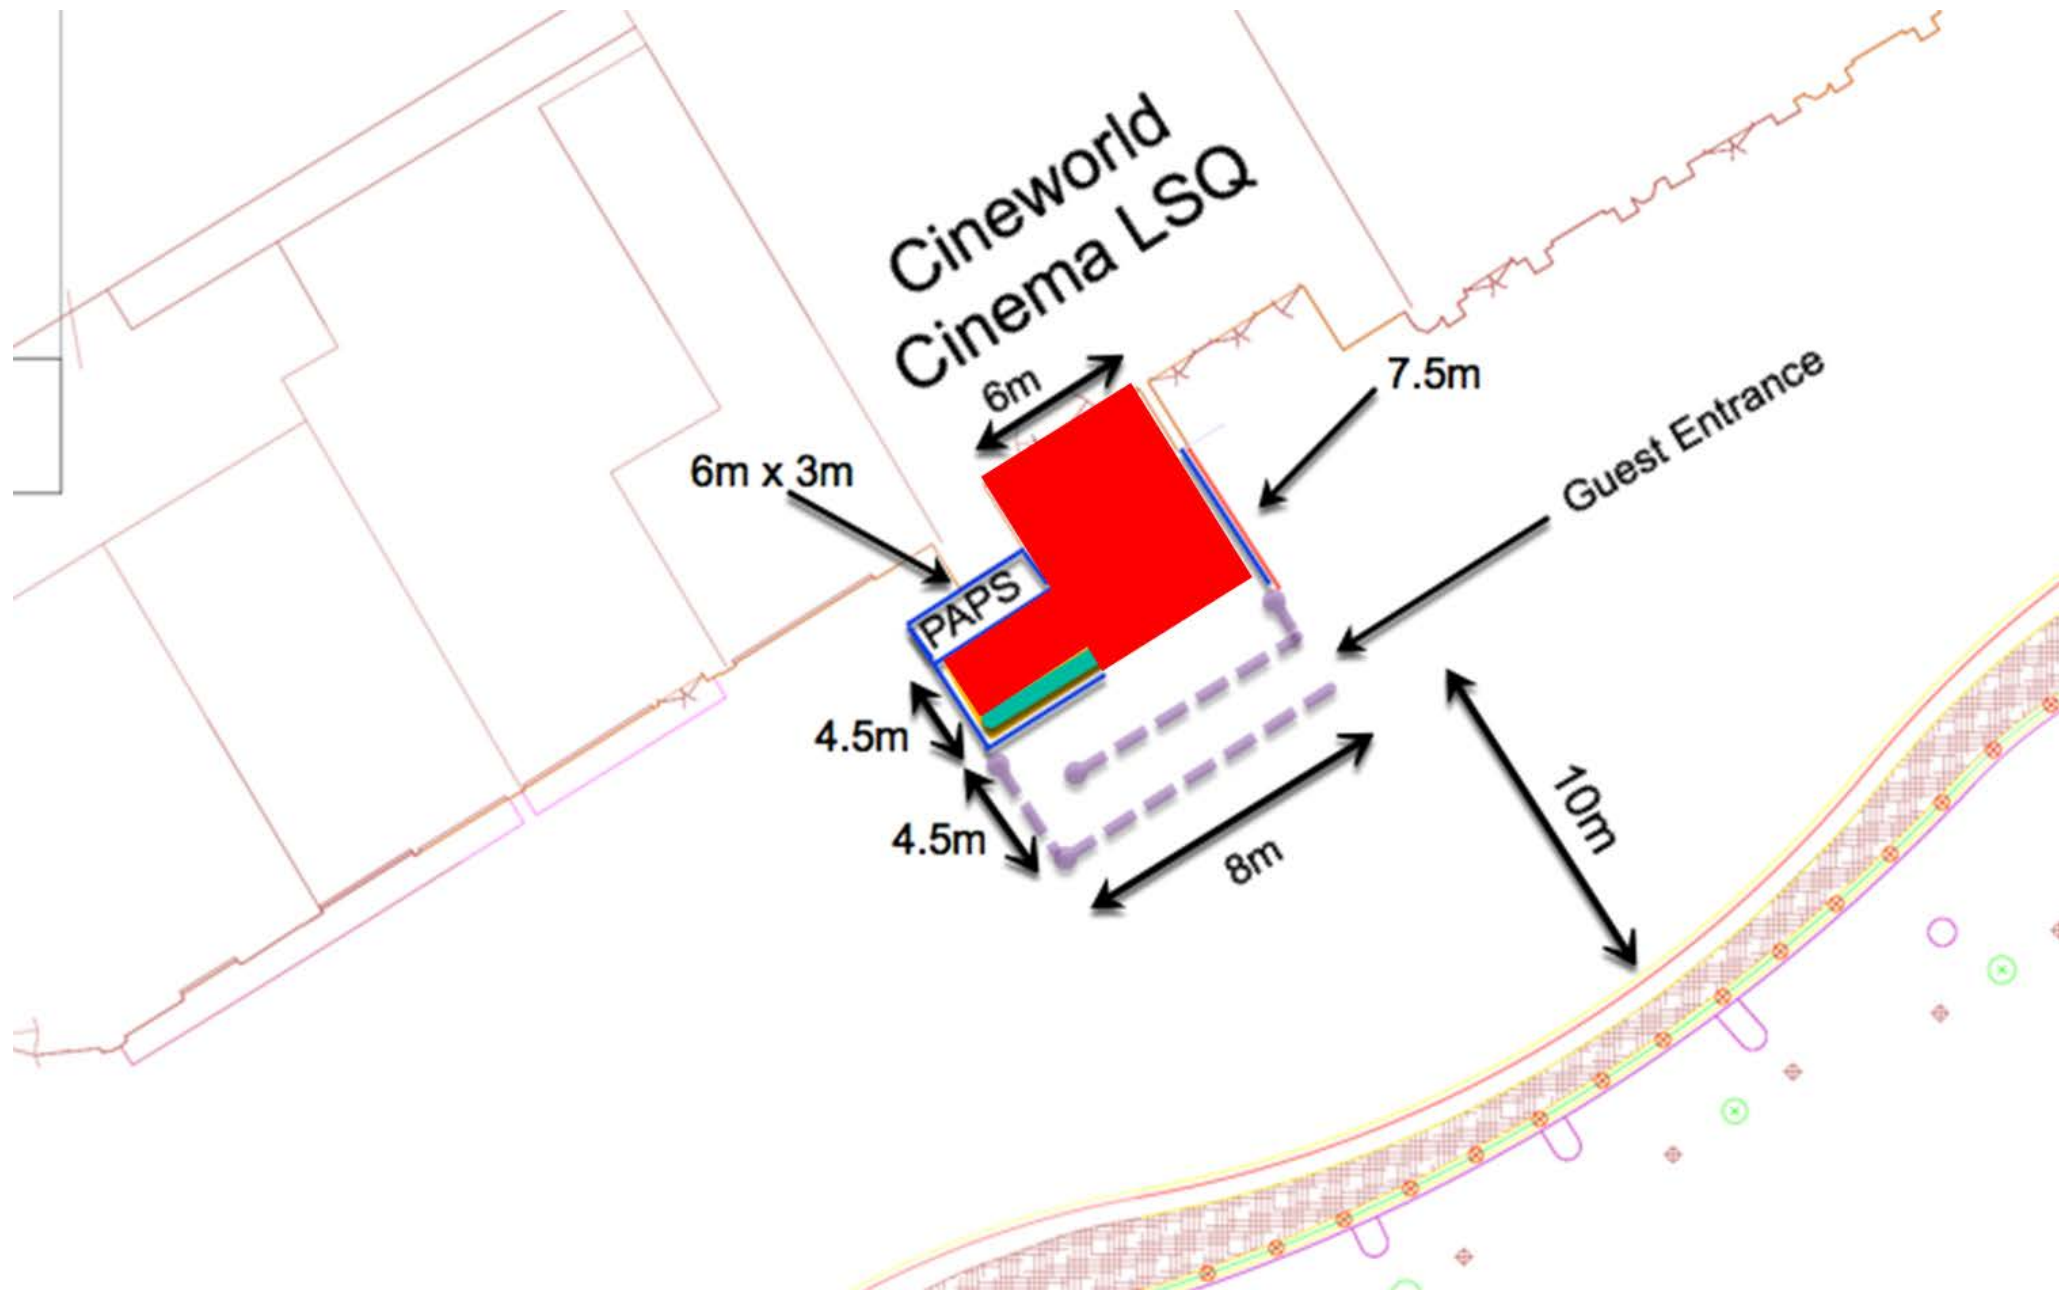 Cineworld
Cinema LSQ
6m
7.5m
Guest Entrance
6m x 3m
PAPS
4.5m
4.5m
8m
10m